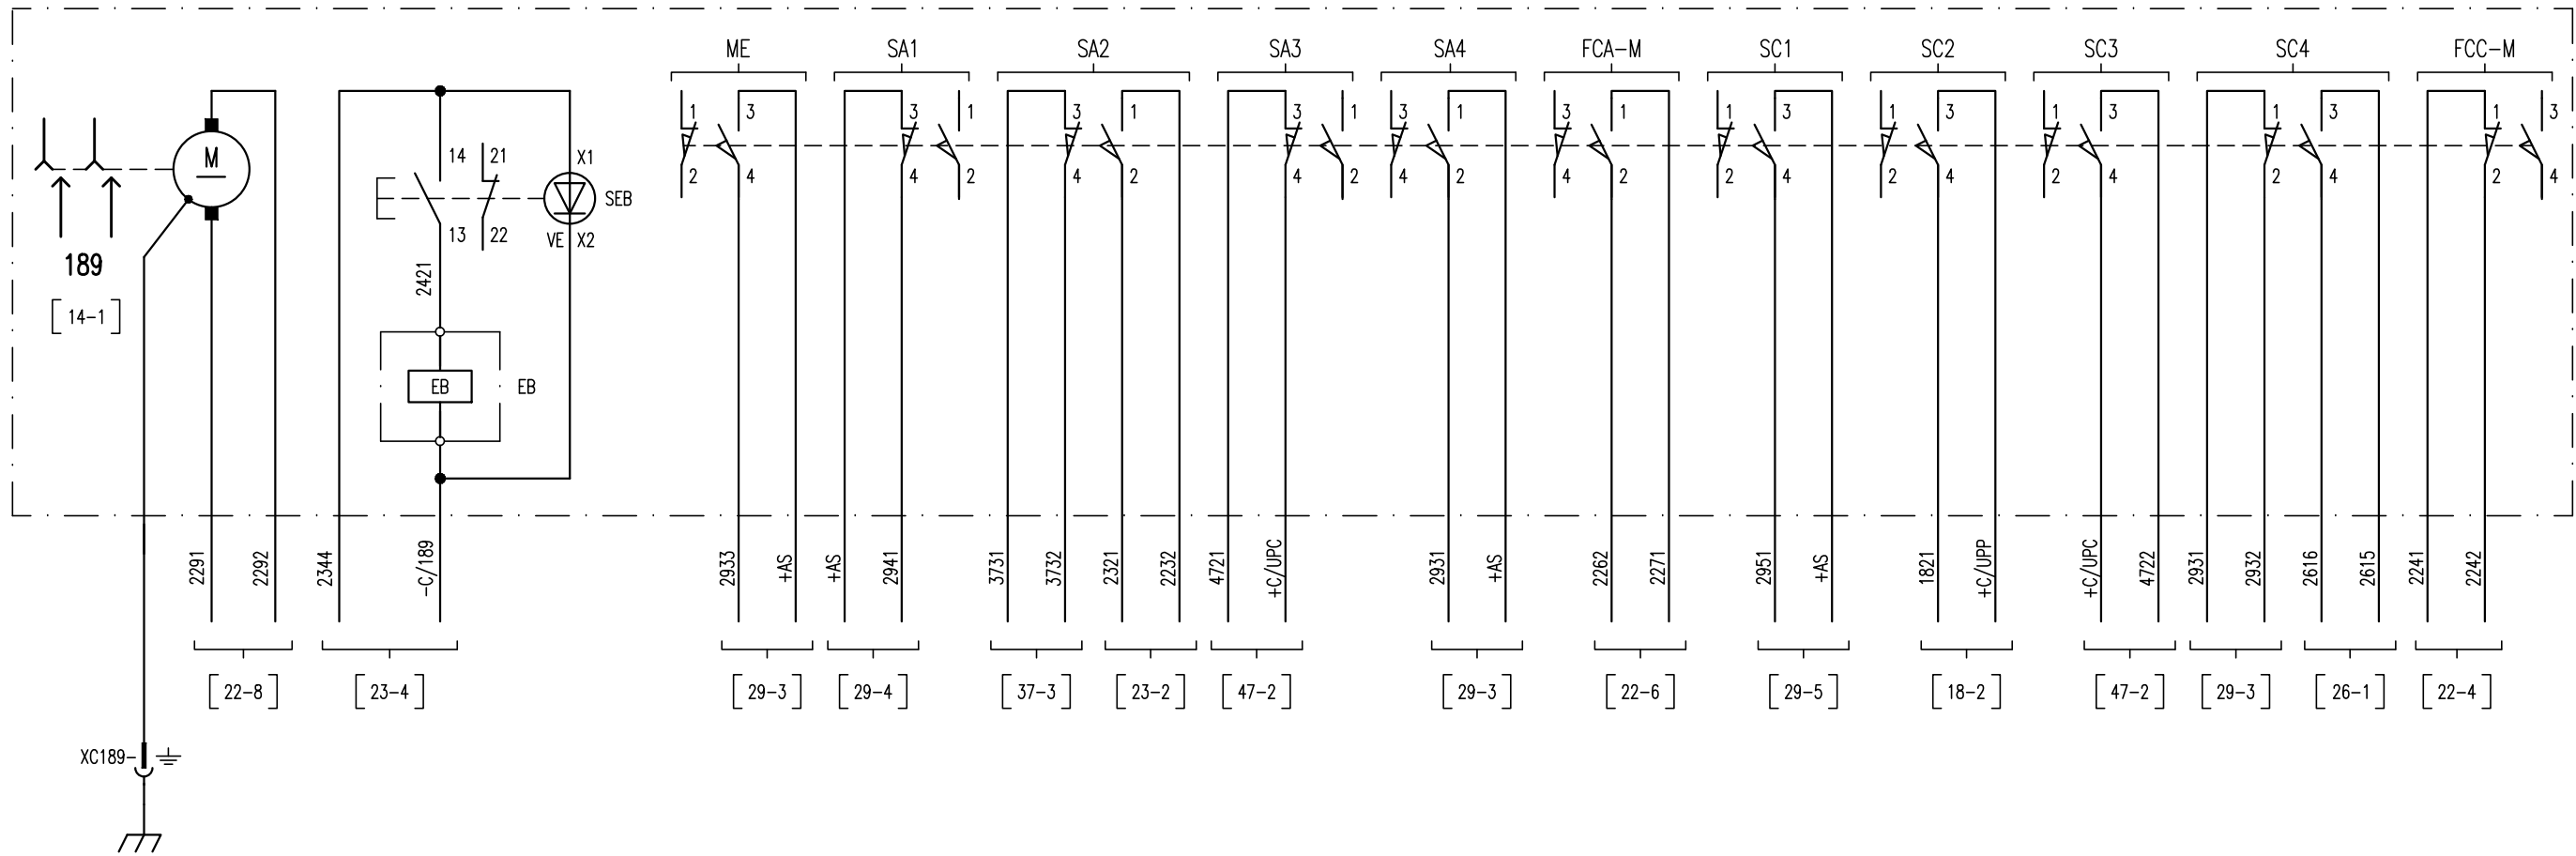 ME SA1 SA2 SA3 SA4 FCA-M SC1 SC2 SC3 SC4 FCC-M
1 3 3 1 3 1 3 1 3 1 3 1 1 3 1 3 1 3 1 3 1 3
M 14 21 X1
2 4 4 2 4 2 4 2 4 2 4 2 2 4 2 4 2 4 2 4 2 4
SEB
13 22 VE X2
189
2421
14-1
EB EB
2291 2292 2344 -C/189 2933 +AS +AS 2941 3731 3732 2321 2232 4721 +C/UPC 2931 +AS 2262 2271 2951 +AS 1821 +C/UPP +C/UPC 4722 2931 2932 2616 2615 2241 2242
22-8 23-4 29-3 29-4 37-3 23-2 47-2 29-3 22-6 29-5 18-2 47-2 29-3 26-1 22-4
XC189-